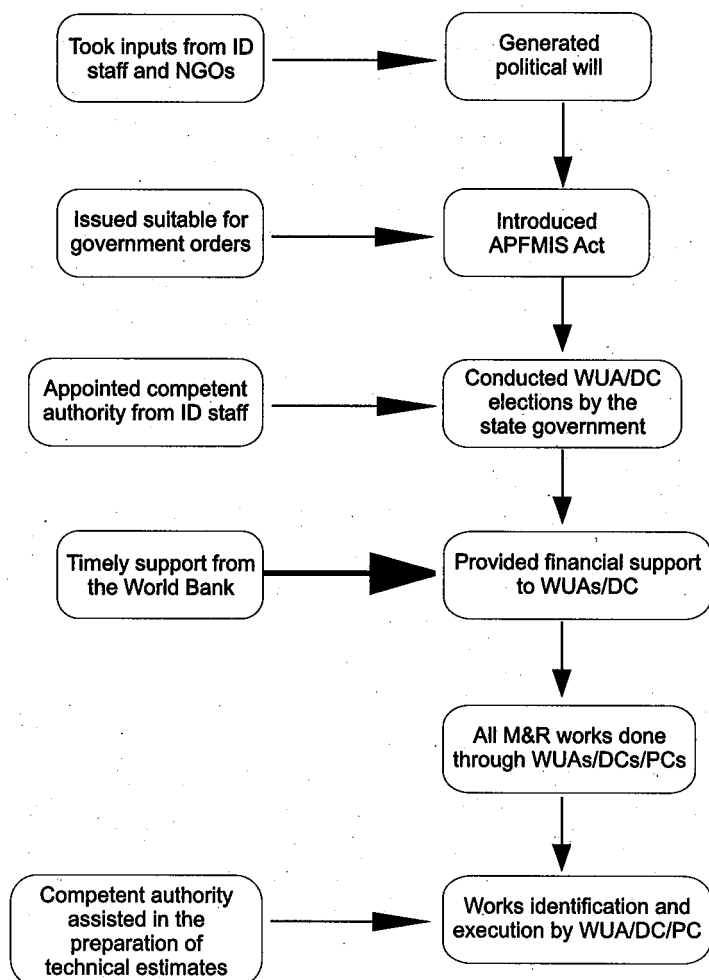 Took inputs from ID
staff and NGOs
Generated
political will
Issued suitable for
government orders
Introduced
APFMIS Act
Appointed competent
authority from ID staff
Conducted WUA/DC
elections by the
state government
Timely support from
the World Bank
Provided financial support
to WUAs/DC
All M&R works done
through WUAs/DCs/PCs
Competent authority
assisted in the
preparation of
technical estimates
Works identification and
execution by WUA/DC/PC